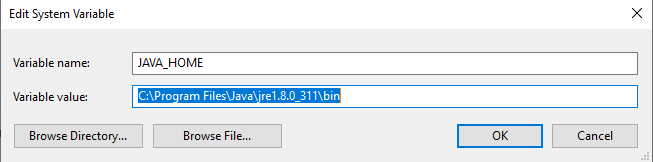 Edit System Variable
Variable name: JAVA_HOME
Variable value: C:\Program Files\Java\jre1.8.0_311\bin
Browse Directory... Browse File... OK Cancel